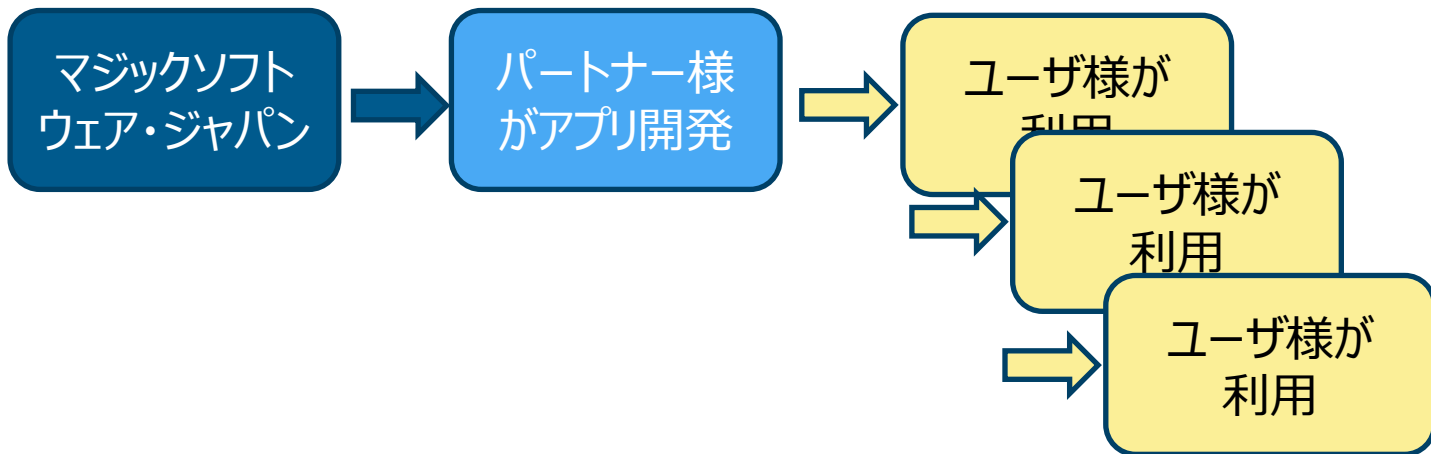 マジックソフト
ウェア・ジャパン
パートナー様
がアプリ開発
ユーザ様が
利用
ユーザ様が
利用
ユーザ様が
利用